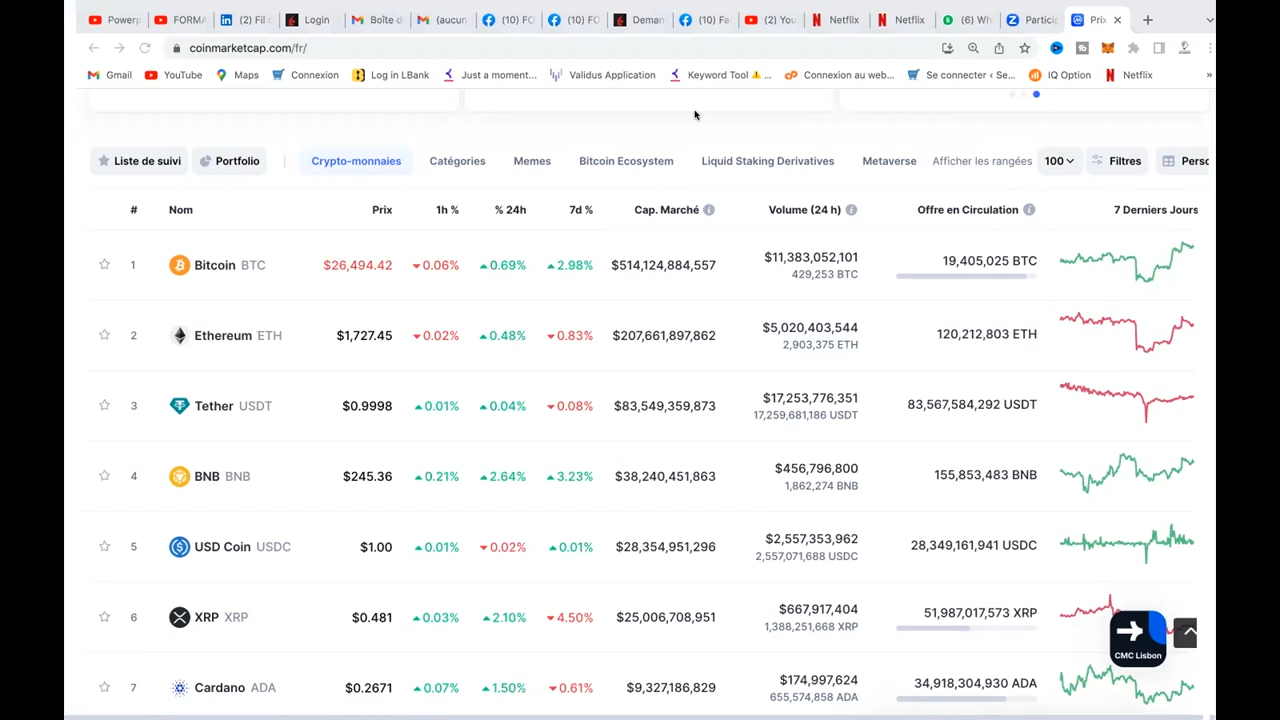 Powerp
FORMA
(2) Fil d
Login
Boîte d
(aucun
(10) FO
(10) FO
Deman
(10) Fa
(2) You
Netflix
Netflix
(6) Wh
Particip
Prix
coinmarketcap.com/fr/
Gmail
YouTube
Maps
Connexion
Log in LBank
Just a moment...
Validus Application
Keyword Tool ⚠ ...
Connexion au web...
Se connecter ‹ Se...
IQ Option
Netflix
»
Liste de suivi
Portfolio
Crypto-monnaies
Catégories
Memes
Bitcoin Ecosystem
Liquid Staking Derivatives
Metaverse
Afficher les rangées
100
Filtres
Perso
# Nom Prix 1h % % 24h 7d % Cap. Marché Volume (24 h) Offre en Circulation 7 Derniers Jours
1 Bitcoin BTC $26,494.42 0.06% 0.69% 2.98% $514,124,884,557 $11,383,052,101 19,405,025 BTC
429,253 BTC
2 Ethereum ETH $1,727.45 0.02% 0.48% 0.83% $207,661,897,862 $5,020,403,544 120,212,803 ETH
2,903,375 ETH
3 Tether USDT $0.9998 0.01% 0.04% 0.08% $83,549,359,873 $17,253,776,351 83,567,584,292 USDT
17,259,681,186 USDT
4 BNB BNB $245.36 0.21% 2.64% 3.23% $38,240,451,863 $456,796,800 155,853,483 BNB
1,862,274 BNB
5 USD Coin USDC $1.00 0.01% 0.02% 0.01% $28,354,951,296 $2,557,353,962 28,349,161,941 USDC
2,557,071,688 USDC
6 XRP XRP $0.481 0.03% 2.10% 4.50% $25,006,708,951 $667,917,404 51,987,017,573 XRP
1,388,251,668 XRP
CMC Lisbon
7 Cardano ADA $0.2671 0.07% 1.50% 0.61% $9,327,186,829 $174,997,624 34,918,304,930 ADA
655,574,858 ADA